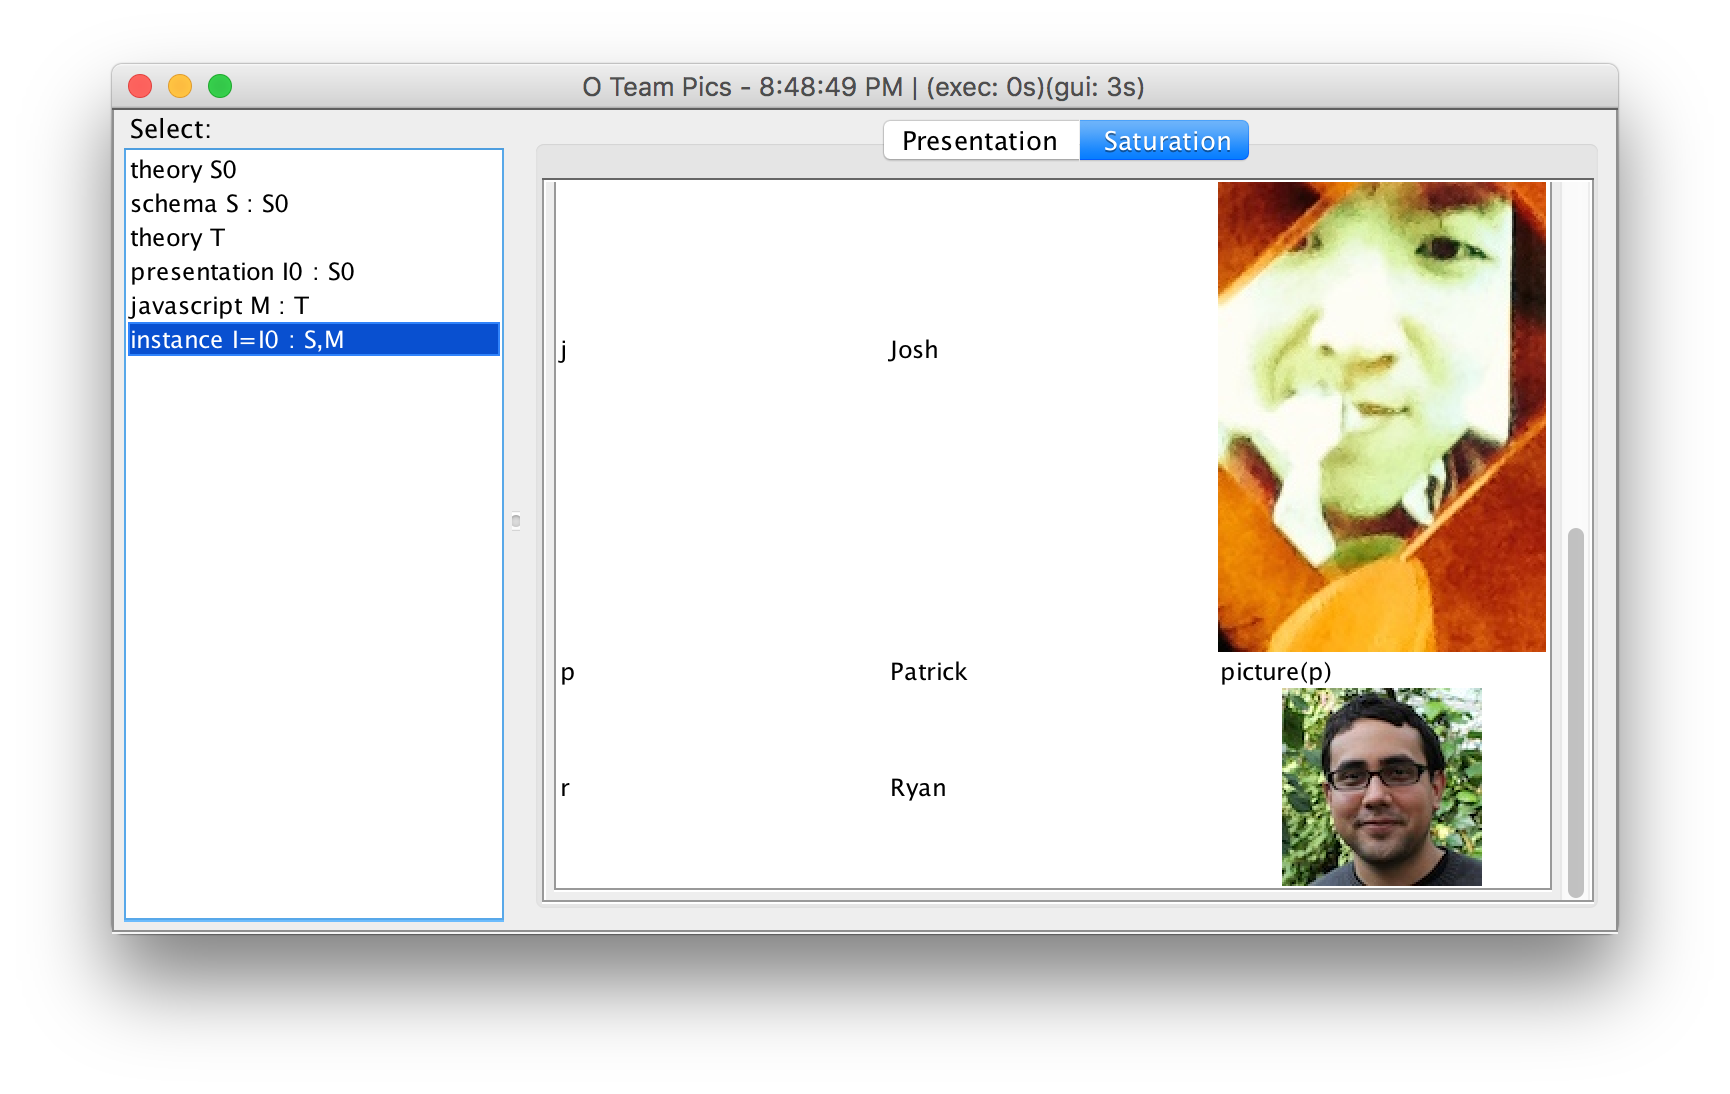 O Team Pics - 8:48:49 PM | (exec: 0s)(gui: 3s)
Select:
Presentation Saturation
theory S0
schema S : S0
theory T
presentation I0 : S0
javascript M : T
instance I=I0 : S,M
j Josh
p Patrick picture(p)
r Ryan